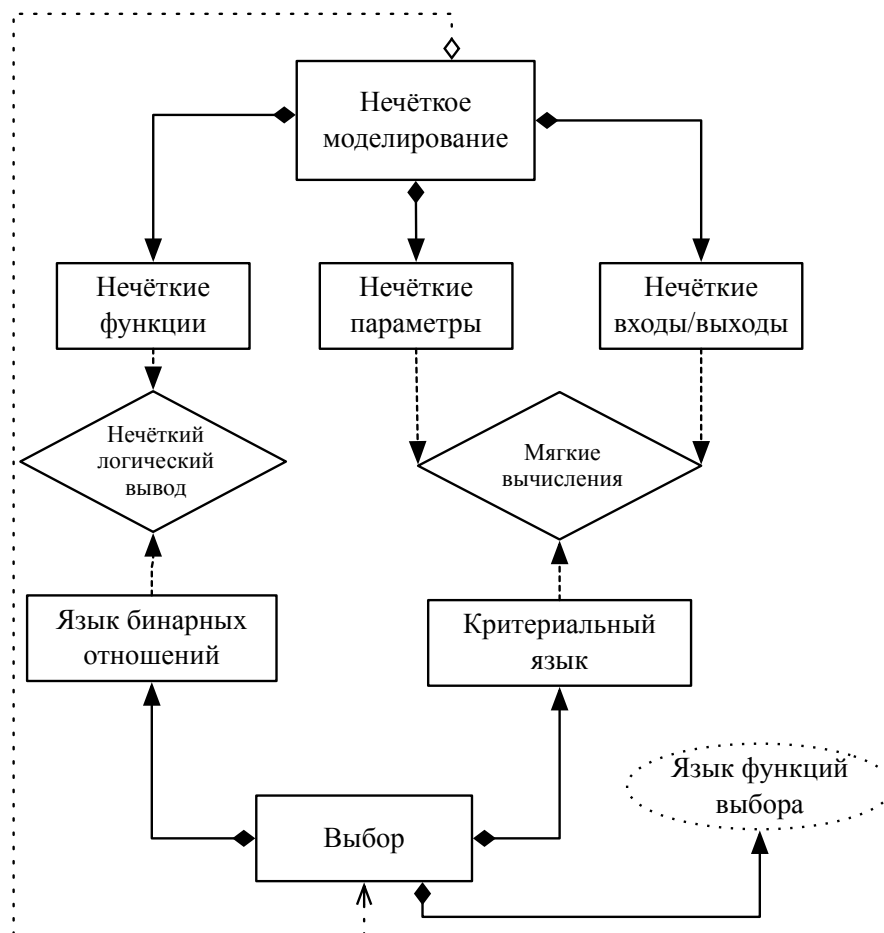 Нечёткое
моделирование
Нечёткие
функции
Нечёткие
параметры
Нечёткие
входы/выходы
Нечёткий
логический
вывод
Мягкие
вычисления
Язык бинарных
отношений
Критериальный
язык
Язык функций
выбора
Выбор